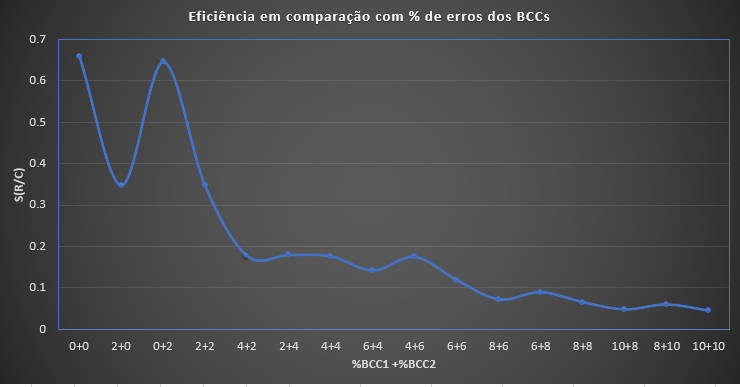 Eficiência em comparação com % de erros dos BCCs
0.7
0.6
0.5
0.4
0.3
0.2
0.1
0
S(R/C)
0+0 2+0 0+2 2+2 4+2 2+4 4+4 6+4 4+6 6+6 8+6 6+8 8+8 10+8 8+10 10+10
%BCC1 +%BCC2